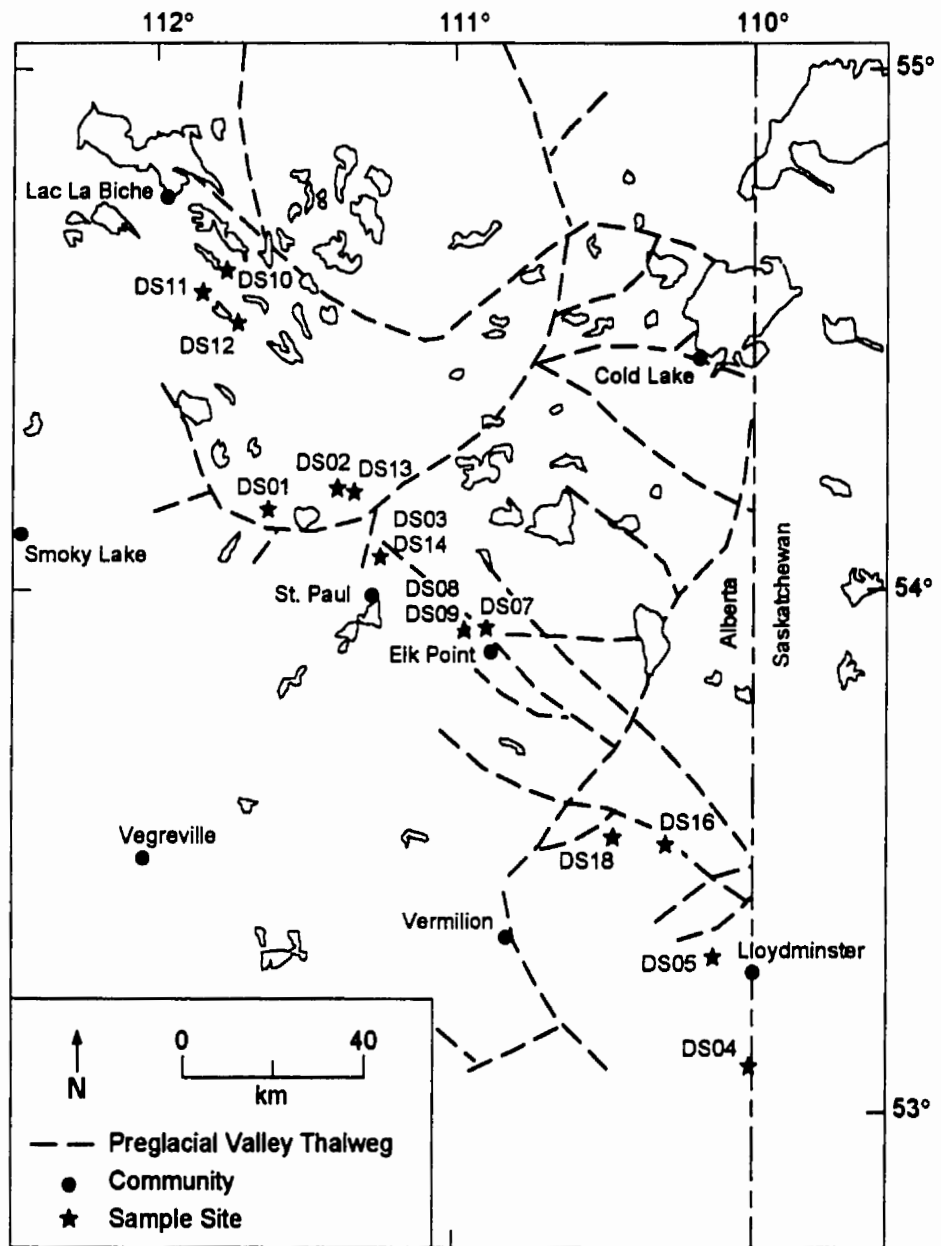 112°
111°
110°
55°
Lac La Biche
DS10
DS11
DS12
Cold Lake
DS02
DS13
DS01
DS03
DS14
Smoky Lake
St. Paul
DS08
DS09
DS07
54°
Elk Point
Alberta
Saskatchewan
Vegreville
DS16
DS18
Vermilion
DS05
Lloydminster
DS04
53°
0
40
km
N
Preglacial Valley Thalweg
Community
Sample Site